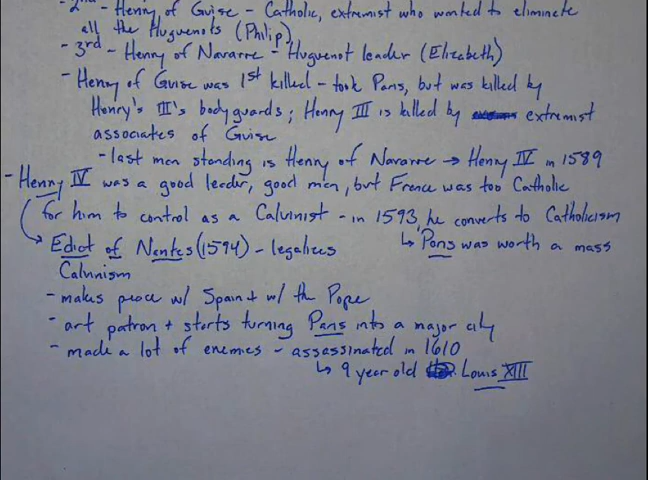 - 2nd - Henry of Guise - Catholic, extremist who wanted to eliminate
all the Huguenots (Philip)
- 3rd - Henry of Navarre - Huguenot leader (Elizabeth)
- Henry of Guise was 1st killed - took Paris, but was killed by
Henry's III's bodyguards; Henry III is killed by extremist
associates of Guise
- last man standing is Henry of Navarre → Henry IV in 1589
- Henry IV was a good leader, good man, but France was too Catholic
for him to control as a Calvinist - in 1593, he converts to Catholicism
→ Edict of Nantes (1594) - legalizes ↳ Paris was worth a mass
Calvinism
- makes peace w/ Spain + w/ the Pope
- art patron + starts turning Paris into a major city
- made a lot of enemies - assassinated in 1610
↳ 9 year old Louis XIII